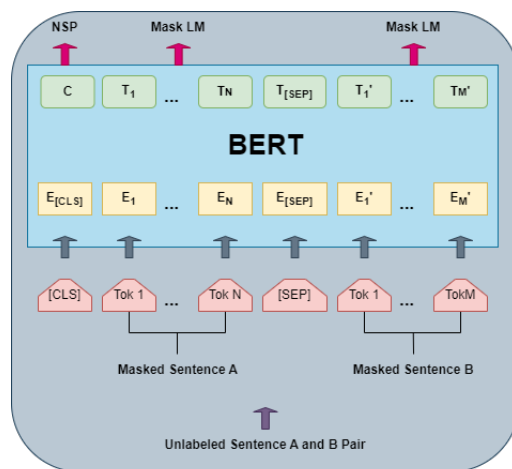 NSP Mask LM Mask LM
C T1 ... TN T[SEP] T1' ... TM'
BERT
E[CLS] E1 ... EN E[SEP] E1' ... EM'
[CLS] Tok 1 ... Tok N [SEP] Tok 1 ... TokM
Masked Sentence A Masked Sentence B
Unlabeled Sentence A and B Pair